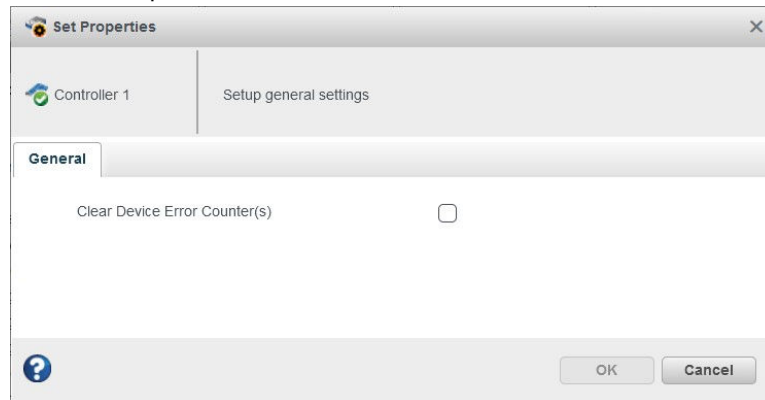 Set Properties
Controller 1
Setup general settings
General
Clear Device Error Counter(s)
OK
Cancel